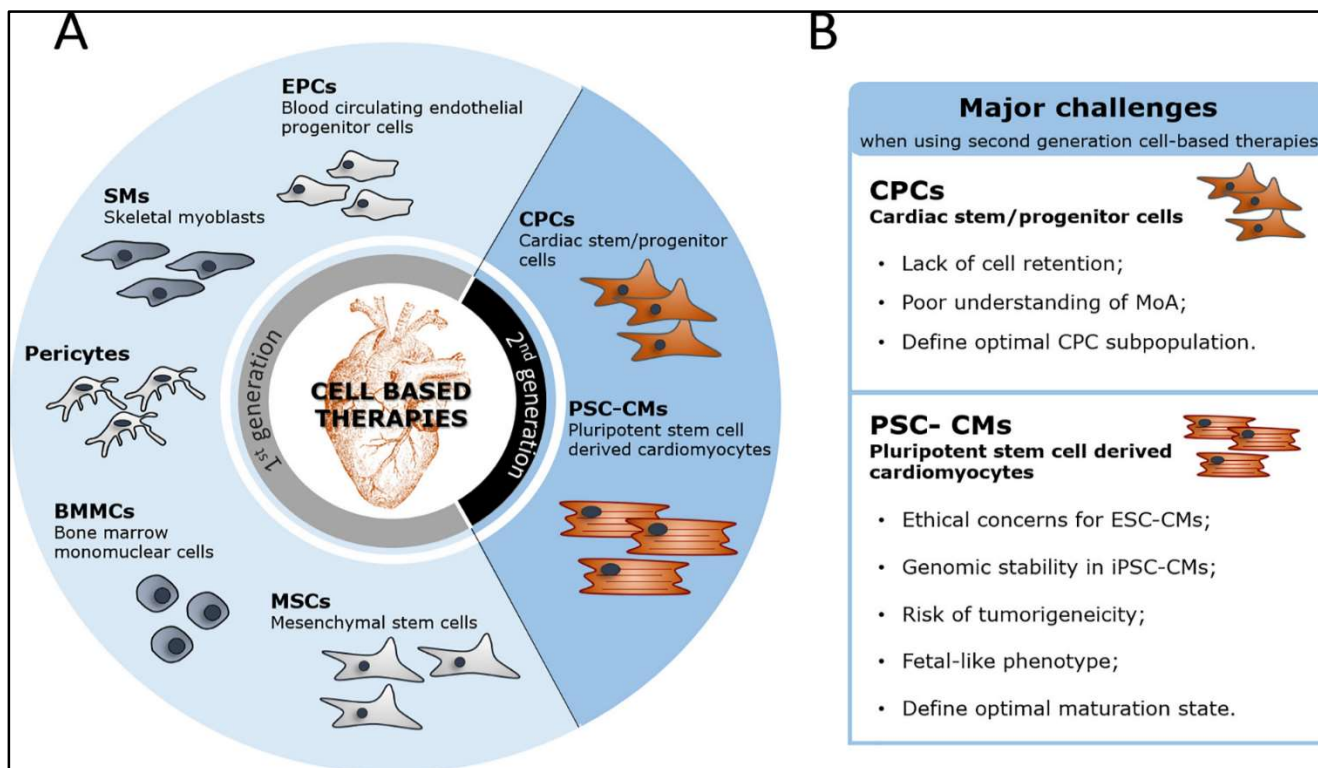 A
EPCs
Blood circulating endothelial
progenitor cells
SMs
Skeletal myoblasts
Pericytes
BMMCs
Bone marrow
monomuclear cells
MSCs
Mesenchymal stem cells
CPCs
Cardiac stem/progenitor
cells
PSC-CMs
Pluripotent stem cell
derived cardiomyocytes
1st generation
2nd generation
CELL BASED
THERAPIES
B
Major challenges
when using second generation cell-based therapies
CPCs
Cardiac stem/progenitor cells
• Lack of cell retention;
• Poor understanding of MoA;
• Define optimal CPC subpopulation.
PSC- CMs
Pluripotent stem cell derived
cardiomyocytes
• Ethical concerns for ESC-CMs;
• Genomic stability in iPSC-CMs;
• Risk of tumorigeneicity;
• Fetal-like phenotype;
• Define optimal maturation state.